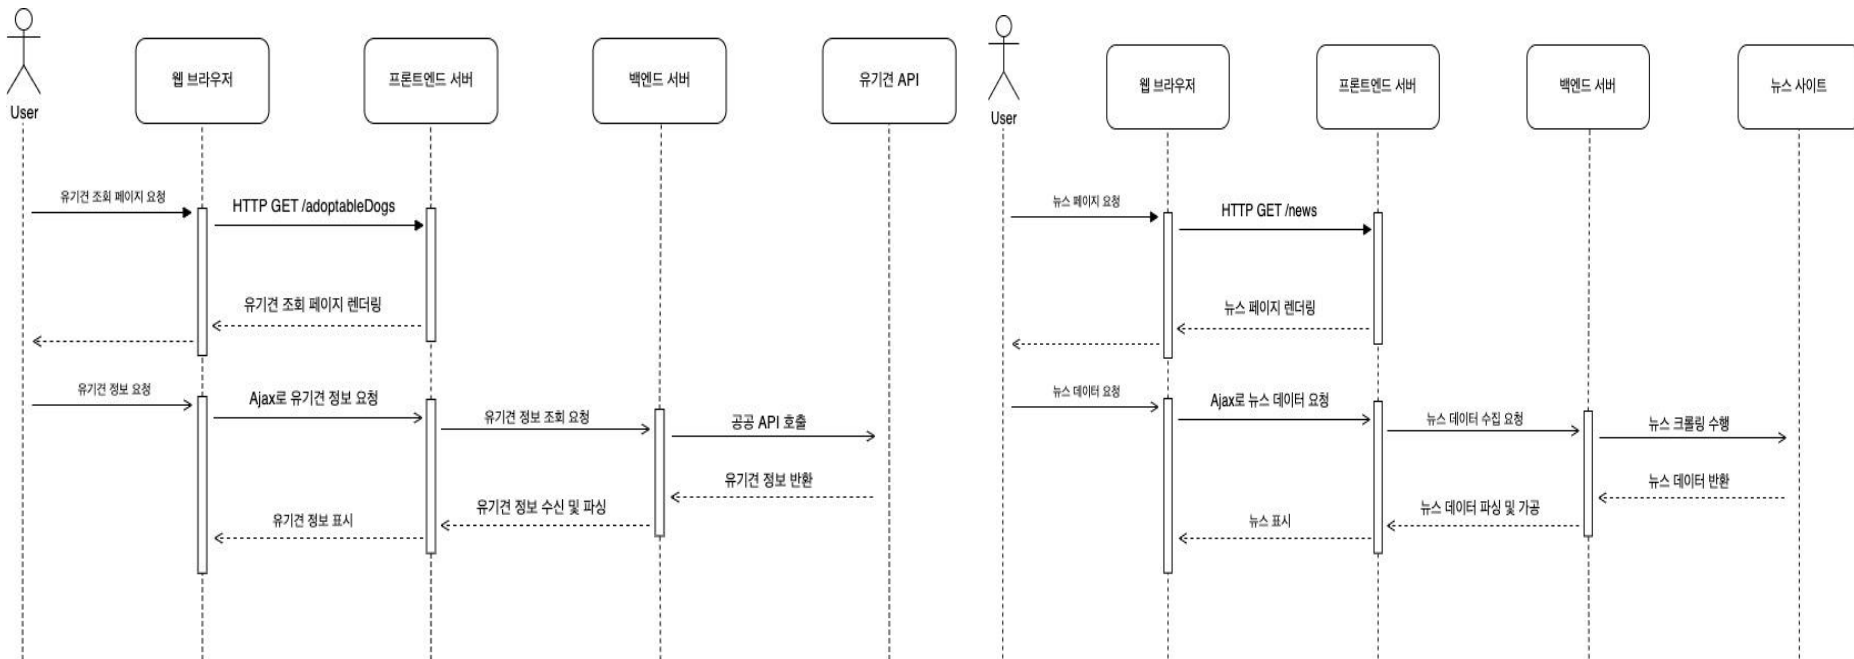 User
웹 브라우저
프론트엔드 서버
백엔드 서버
유기견 API
유기견 조회 페이지 요청
HTTP GET /adoptableDogs
유기견 조회 페이지 렌더링
유기견 정보 요청
Ajax로 유기견 정보 요청
유기견 정보 조회 요청
공공 API 호출
유기견 정보 반환
유기견 정보 수신 및 파싱
유기견 정보 표시
User
웹 브라우저
프론트엔드 서버
백엔드 서버
뉴스 사이트
뉴스 페이지 요청
HTTP GET /news
뉴스 페이지 렌더링
뉴스 데이터 요청
Ajax로 뉴스 데이터 요청
뉴스 데이터 수집 요청
뉴스 크롤링 수행
뉴스 데이터 반환
뉴스 데이터 파싱 및 가공
뉴스 표시